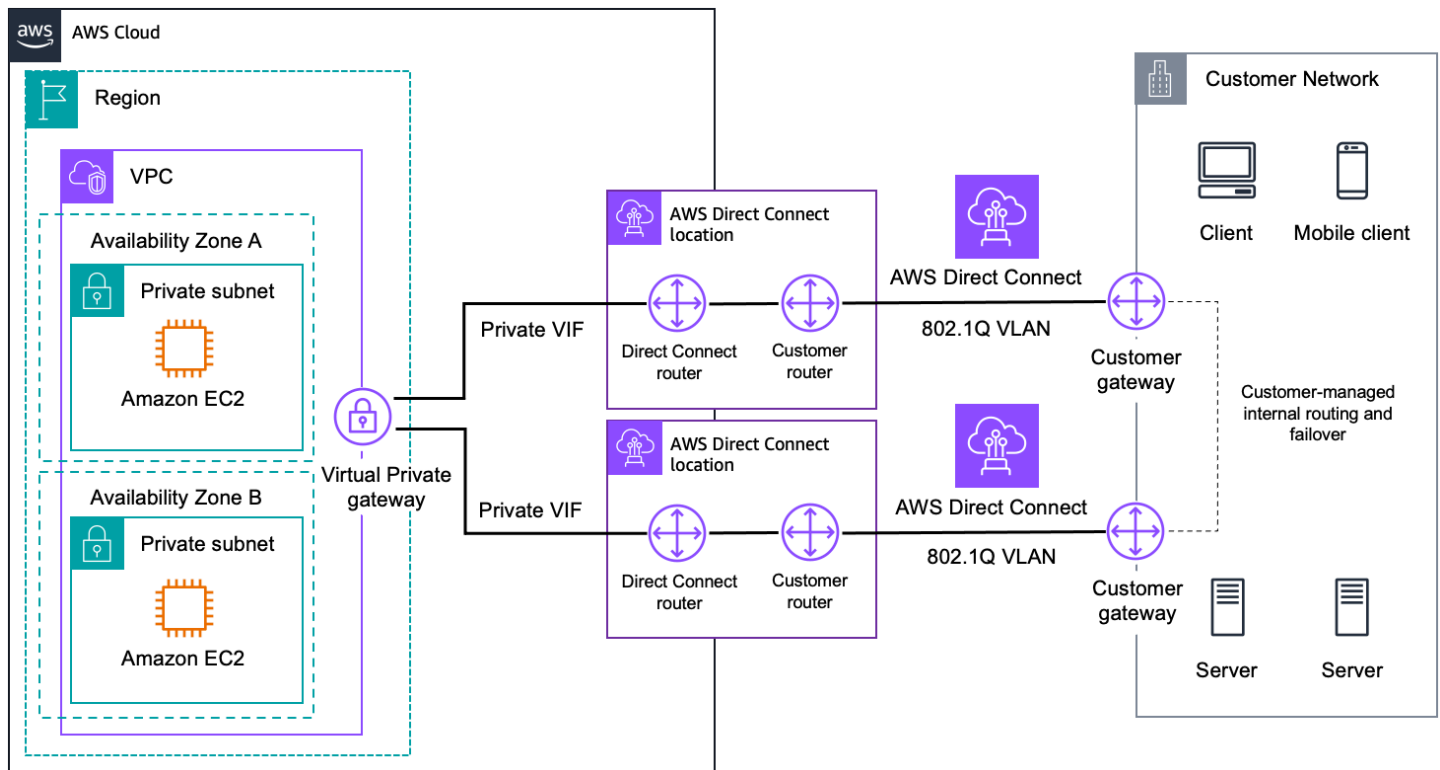 aws
AWS Cloud
Region
VPC
Availability Zone A
Private subnet
Amazon EC2
Availability Zone B
Private subnet
Amazon EC2
Virtual Private
gateway
Private VIF
Private VIF
AWS Direct Connect
location
Direct Connect
router
Customer
router
AWS Direct Connect
location
Direct Connect
router
Customer
router
AWS Direct Connect
802.1Q VLAN
AWS Direct Connect
802.1Q VLAN
Customer
gateway
Customer
gateway
Customer Network
Client
Mobile client
Customer-managed
internal routing and
failover
Server
Server